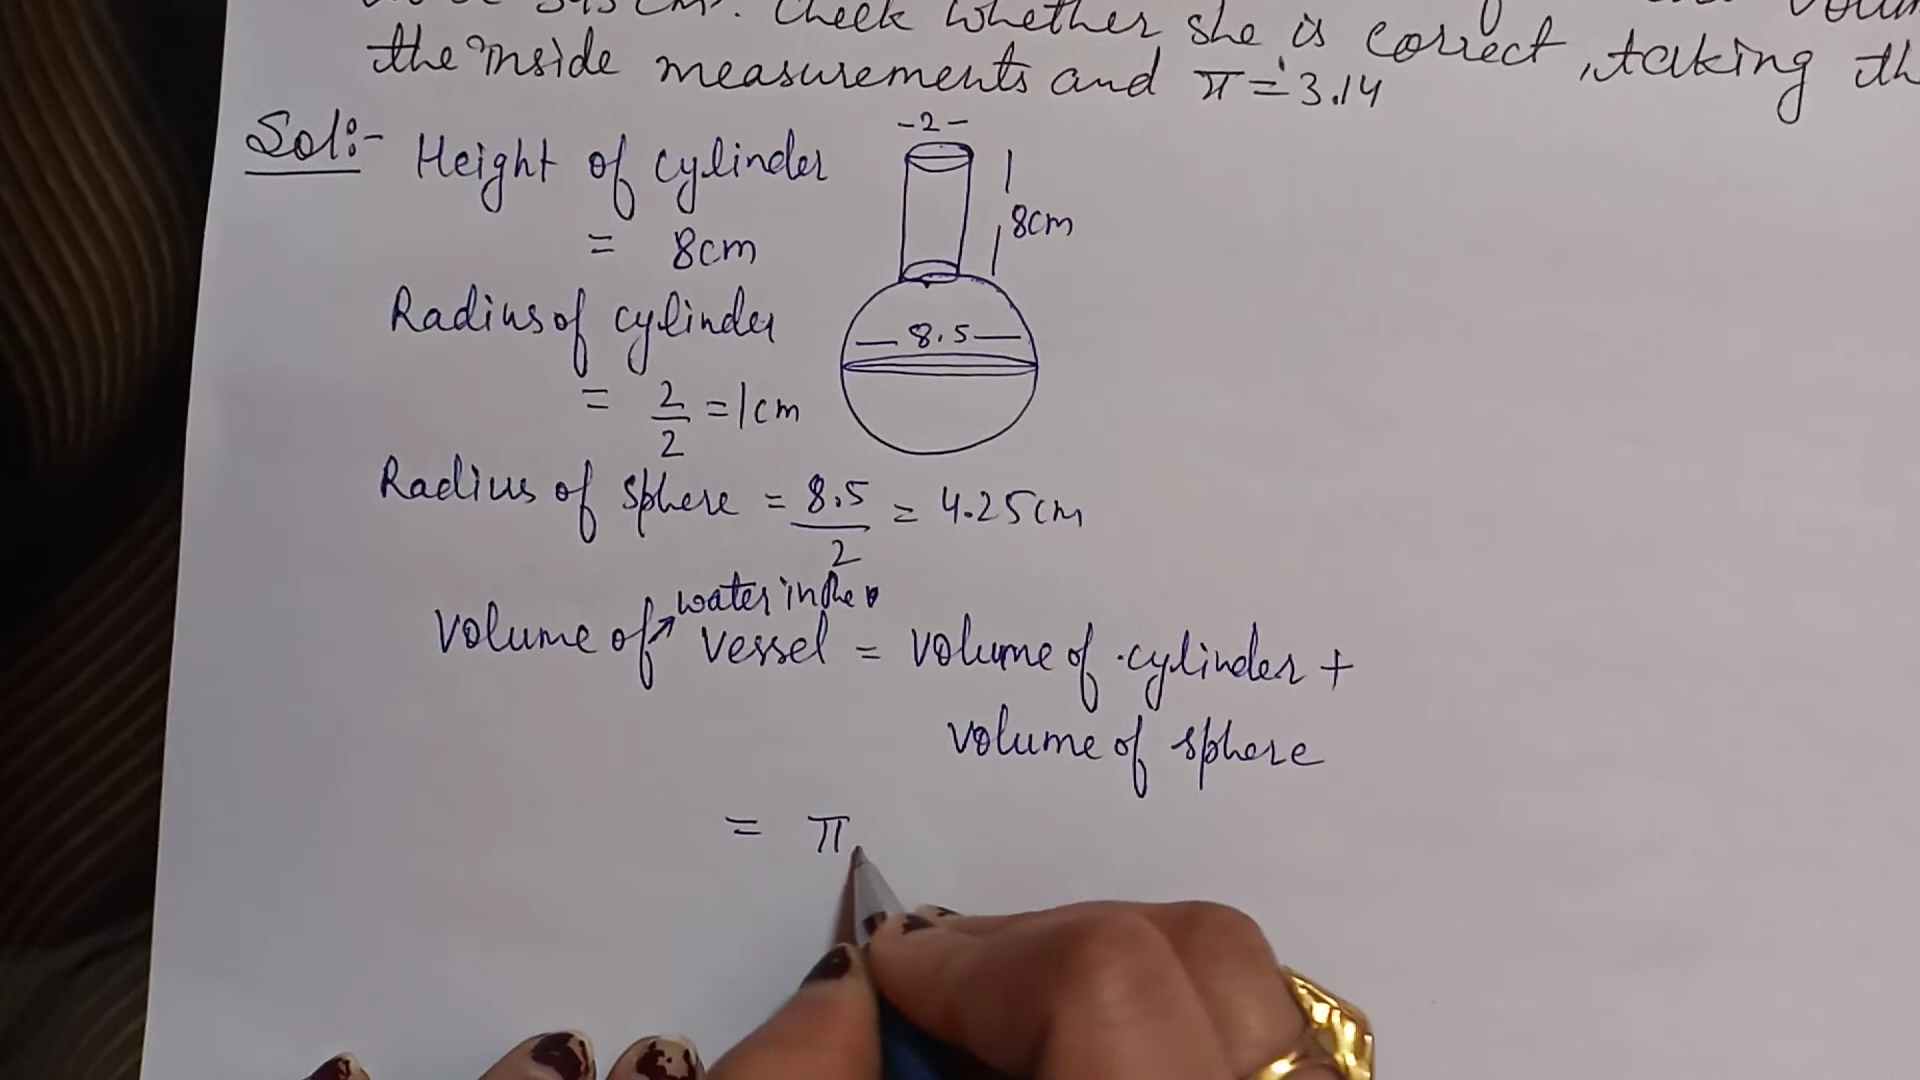 345 cm³. Check whether she is correct, taking
the inside measurements and π = 3.14
Sol:- Height of cylinder
= 8cm
Radius of cylinder
= 2/2 = 1cm
-2-
8cm
8.5
Radius of sphere = 8.5/2 = 4.25cm
water in the
Volume of vessel = volume of cylinder +
volume of sphere
= π